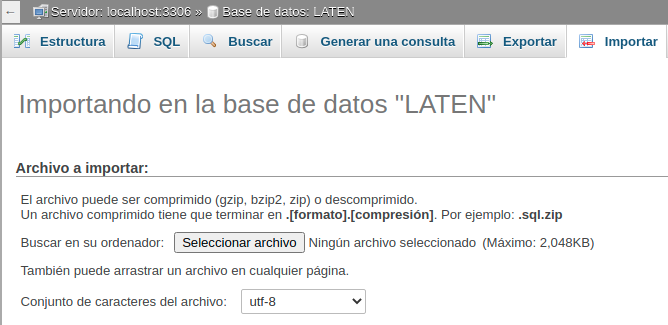 ← Servidor: localhost:3306 » Base de datos: LATEN
Estructura SQL Buscar Generar una consulta Exportar Importar
Importando en la base de datos "LATEN"
Archivo a importar:
El archivo puede ser comprimido (gzip, bzip2, zip) o descomprimido.
Un archivo comprimido tiene que terminar en .[formato].[compresión]. Por ejemplo: .sql.zip
Buscar en su ordenador: Seleccionar archivo Ningún archivo seleccionado (Máximo: 2,048KB)
También puede arrastrar un archivo en cualquier página.
Conjunto de caracteres del archivo: utf-8